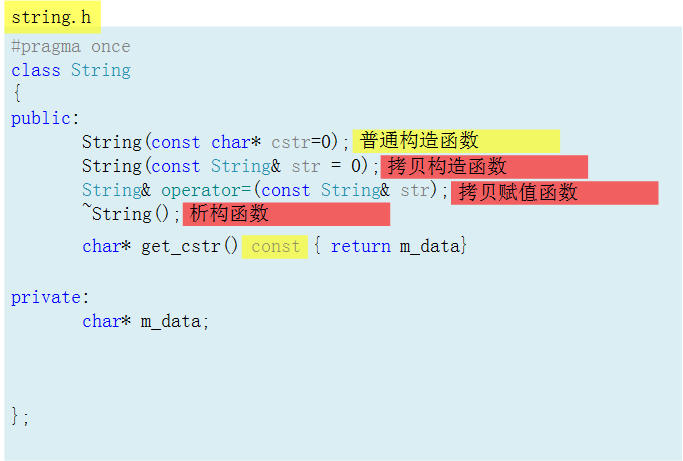 string.h
#pragma once
class String
{
public:
String(const char* cstr=0); 普通构造函数
String(const String& str = 0); 拷贝构造函数
String& operator=(const String& str); 拷贝赋值函数
~String(); 析构函数
char* get_cstr() const { return m_data}
private:
char* m_data;
};